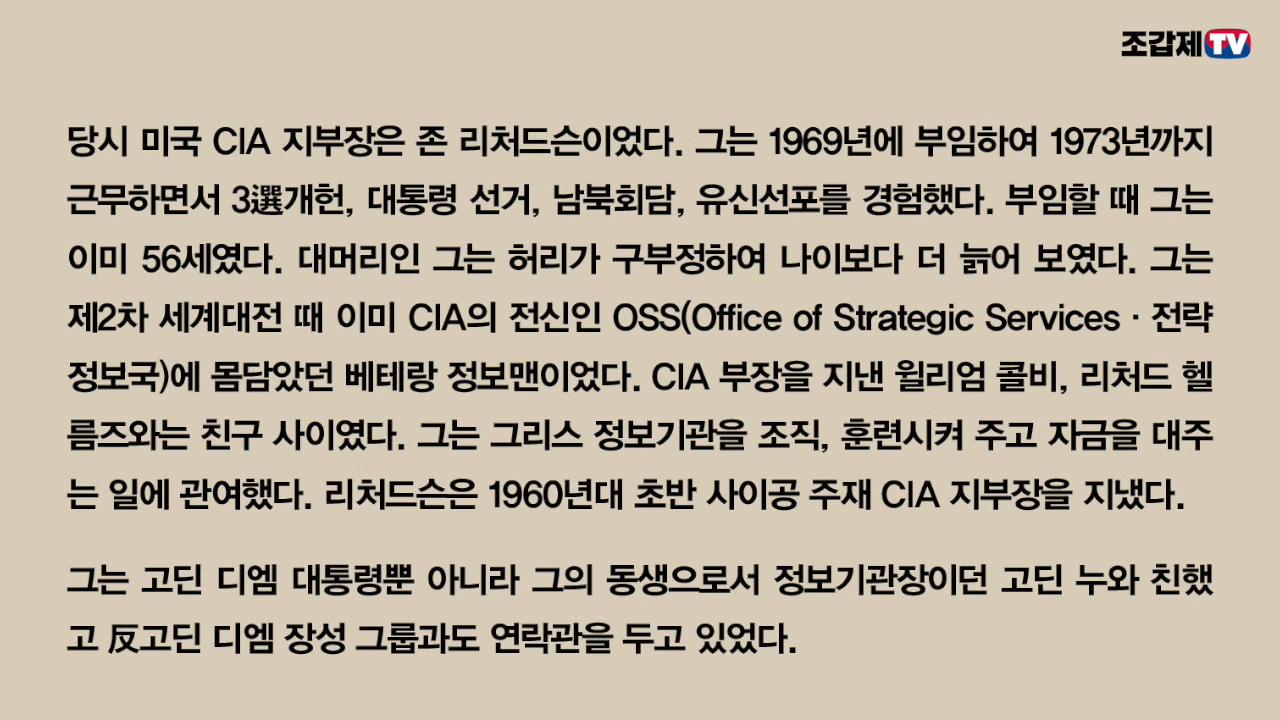 조갑제TV
당시 미국 CIA 지부장은 존 리처드슨이었다. 그는 1969년에 부임하여 1973년까지
근무하면서 3選개헌, 대통령 선거, 남북회담, 유신선포를 경험했다. 부임할 때 그는
이미 56세였다. 대머리인 그는 허리가 구부정하여 나이보다 더 늙어 보였다. 그는
제2차 세계대전 때 이미 CIA의 전신인 OSS(Office of Strategic Services · 전략
정보국)에 몸담았던 베테랑 정보맨이었다. CIA 부장을 지낸 윌리엄 콜비, 리처드 헬
름즈와는 친구 사이였다. 그는 그리스 정보기관을 조직, 훈련시켜 주고 자금을 대주
는 일에 관여했다. 리처드슨은 1960년대 초반 사이공 주재 CIA 지부장을 지냈다.
그는 고딘 디엠 대통령뿐 아니라 그의 동생으로서 정보기관장이던 고딘 누와 친했
고 反고딘 디엠 장성 그룹과도 연락관을 두고 있었다.